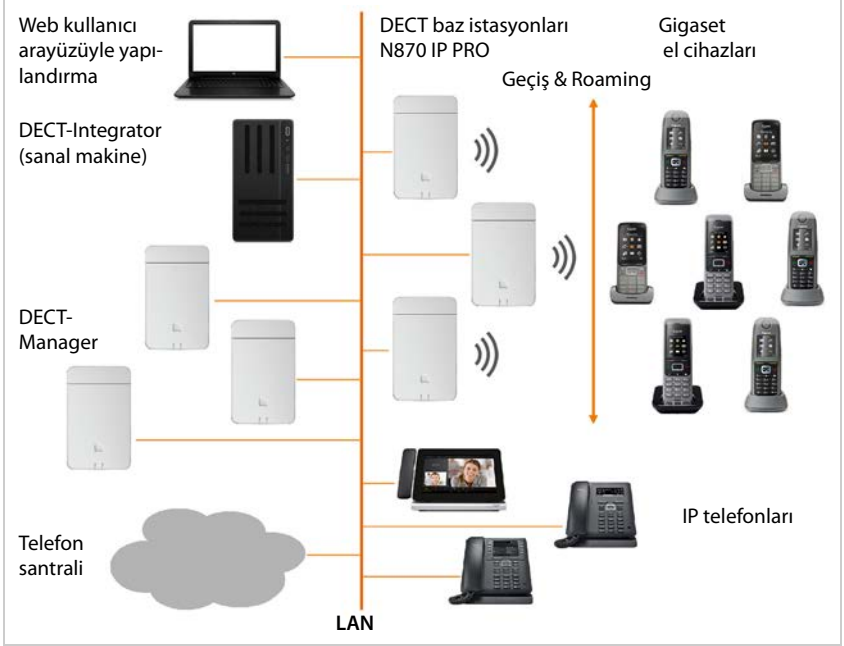 Web kullanıcı
arayüzüyle yapı-
landırma
DECT baz istasyonları
N870 IP PRO
Gigaset
el cihazları
Geçiş & Roaming
DECT-Integrator
(sanal makine)
DECT-
Manager
IP telefonları
Telefon
santrali
LAN